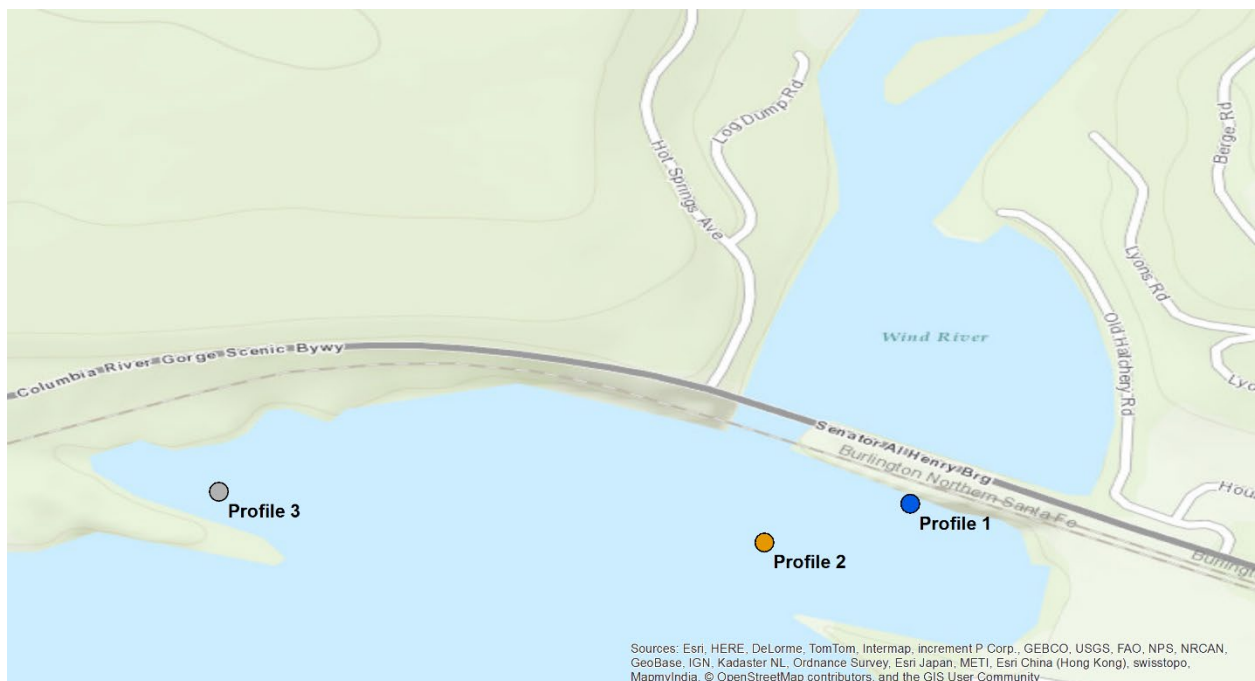 Log Dump Rd
Hot Springs Ave
Berge Rd
Lyons Rd
Old Hatchery Rd
Wind River
Columbia River Gorge Scenic Bywy
Senator Al Henry Brg
Burlington Northern Santa Fe
Profile 3
Profile 2
Profile 1
Sources: Esri, HERE, DeLorme, TomTom, Intermap, increment P Corp., GEBCO, USGS, FAO, NPS, NRCAN,
GeoBase, IGN, Kadaster NL, Ordnance Survey, Esri Japan, METI, Esri China (Hong Kong), swisstopo,
MapmyIndia, © OpenStreetMap contributors, and the GIS User Community